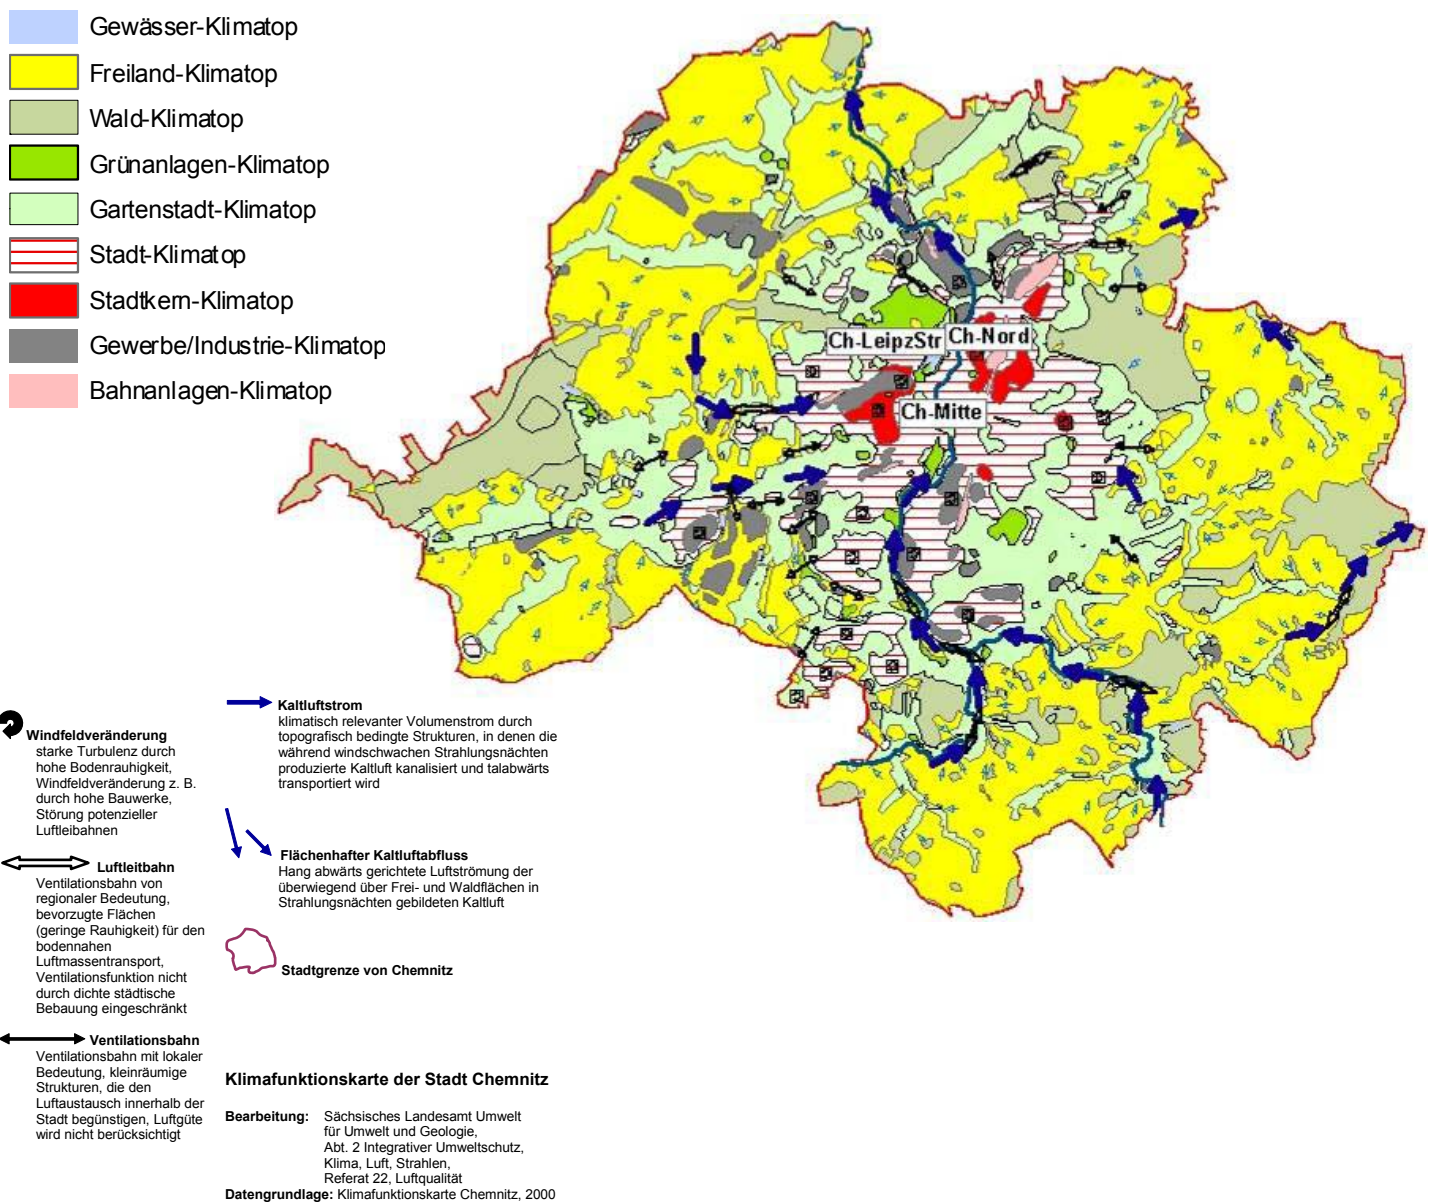 Gewässer-Klimatop
Freiland-Klimatop
Wald-Klimatop
Grünanlagen-Klimatop
Gartenstadt-Klimatop
Stadt-Klimatop
Stadtkern-Klimatop
Gewerbe/Industrie-Klimatop
Bahnanlagen-Klimatop
Ch-LeipzStr
Ch-Nord
Ch-Mitte
Windfeldveränderung
starke Turbulenz durch
hohe Bodenrauhigkeit,
Windfeldveränderung z. B.
durch hohe Bauwerke,
Störung potenzieller
Luftleibahnen
Luftleitbahn
Ventilationsbahn von
regionaler Bedeutung,
bevorzugte Flächen
(geringe Rauhigkeit) für den
bodennahen
Luftmassentransport,
Ventilationsfunktion nicht
durch dichte städtische
Bebauung eingeschränkt
Ventilationsbahn
Ventilationsbahn mit lokaler
Bedeutung, kleinräumige
Strukturen, die den
Luftaustausch innerhalb der
Stadt begünstigen, Luftgüte
wird nicht berücksichtigt
Kaltluftstrom
klimatisch relevanter Volumenstrom durch
topografisch bedingte Strukturen, in denen die
während windschwachen Strahlungsnächten
produzierte Kaltluft kanalisiert und talabwärts
transportiert wird
Flächenhafter Kaltluftabfluss
Hang abwärts gerichtete Luftströmung der
überwiegend über Frei- und Waldflächen in
Strahlungsnächten gebildeten Kaltluft
Stadtgrenze von Chemnitz
Klimafunktionskarte der Stadt Chemnitz
Bearbeitung: Sächsisches Landesamt Umwelt
für Umwelt und Geologie,
Abt. 2 Integrativer Umweltschutz,
Klima, Luft, Strahlen,
Referat 22, Luftqualität
Datengrundlage: Klimafunktionskarte Chemnitz, 2000